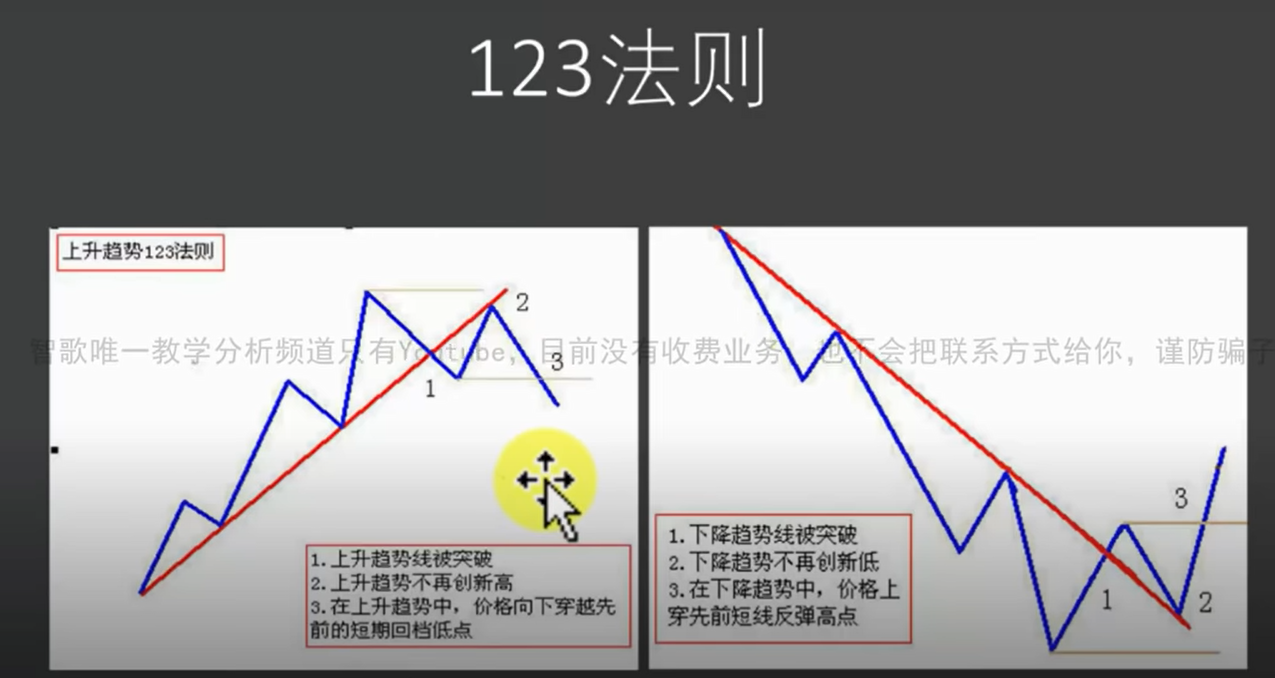 123法则
上升趋势123法则
2
智歌唯一教学分析频道只有Youtube，目前没有收费业务，也不会把联系方式给你，谨防骗子
3
1
1.上升趋势线被突破
2.上升趋势不再创新高
3.在上升趋势中，价格向下穿越先
前的短期回档低点
3
1.下降趋势线被突破
2.下降趋势不再创新低
3.在下降趋势中，价格上
穿先前短线反弹高点
1
2